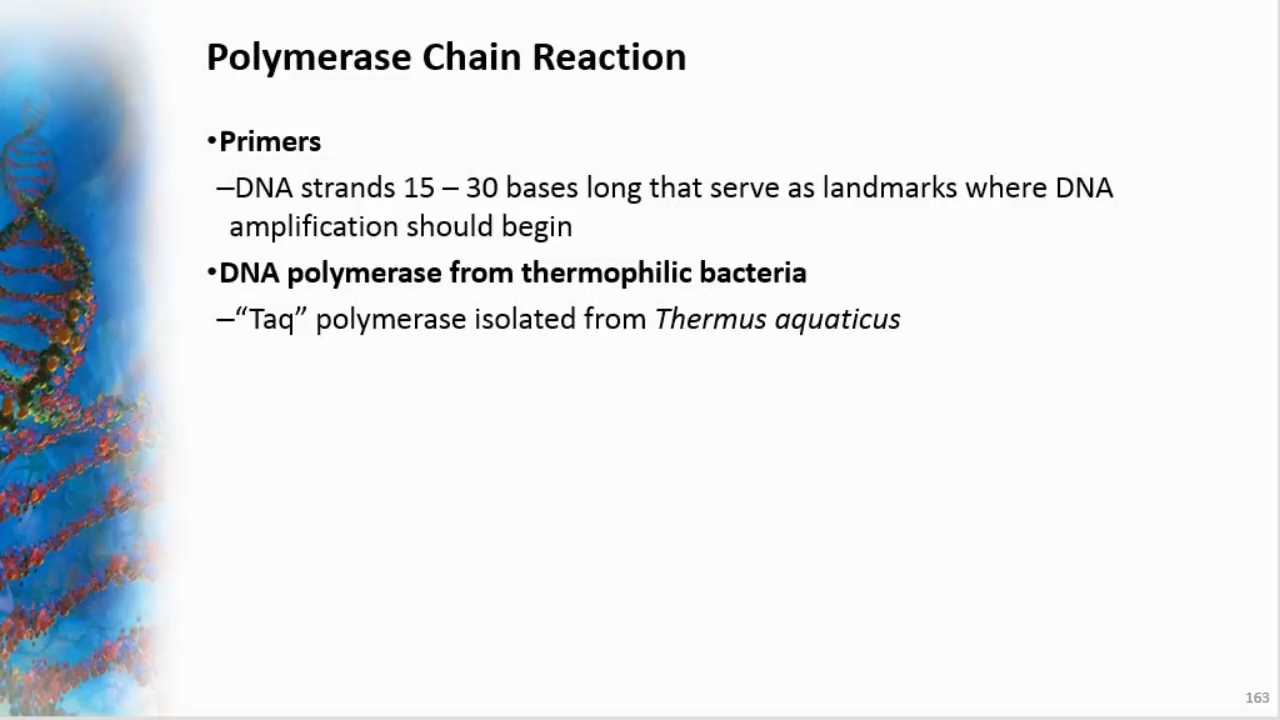 Polymerase Chain Reaction
•Primers
–DNA strands 15 – 30 bases long that serve as landmarks where DNA
amplification should begin
•DNA polymerase from thermophilic bacteria
–“Taq” polymerase isolated from Thermus aquaticus
163